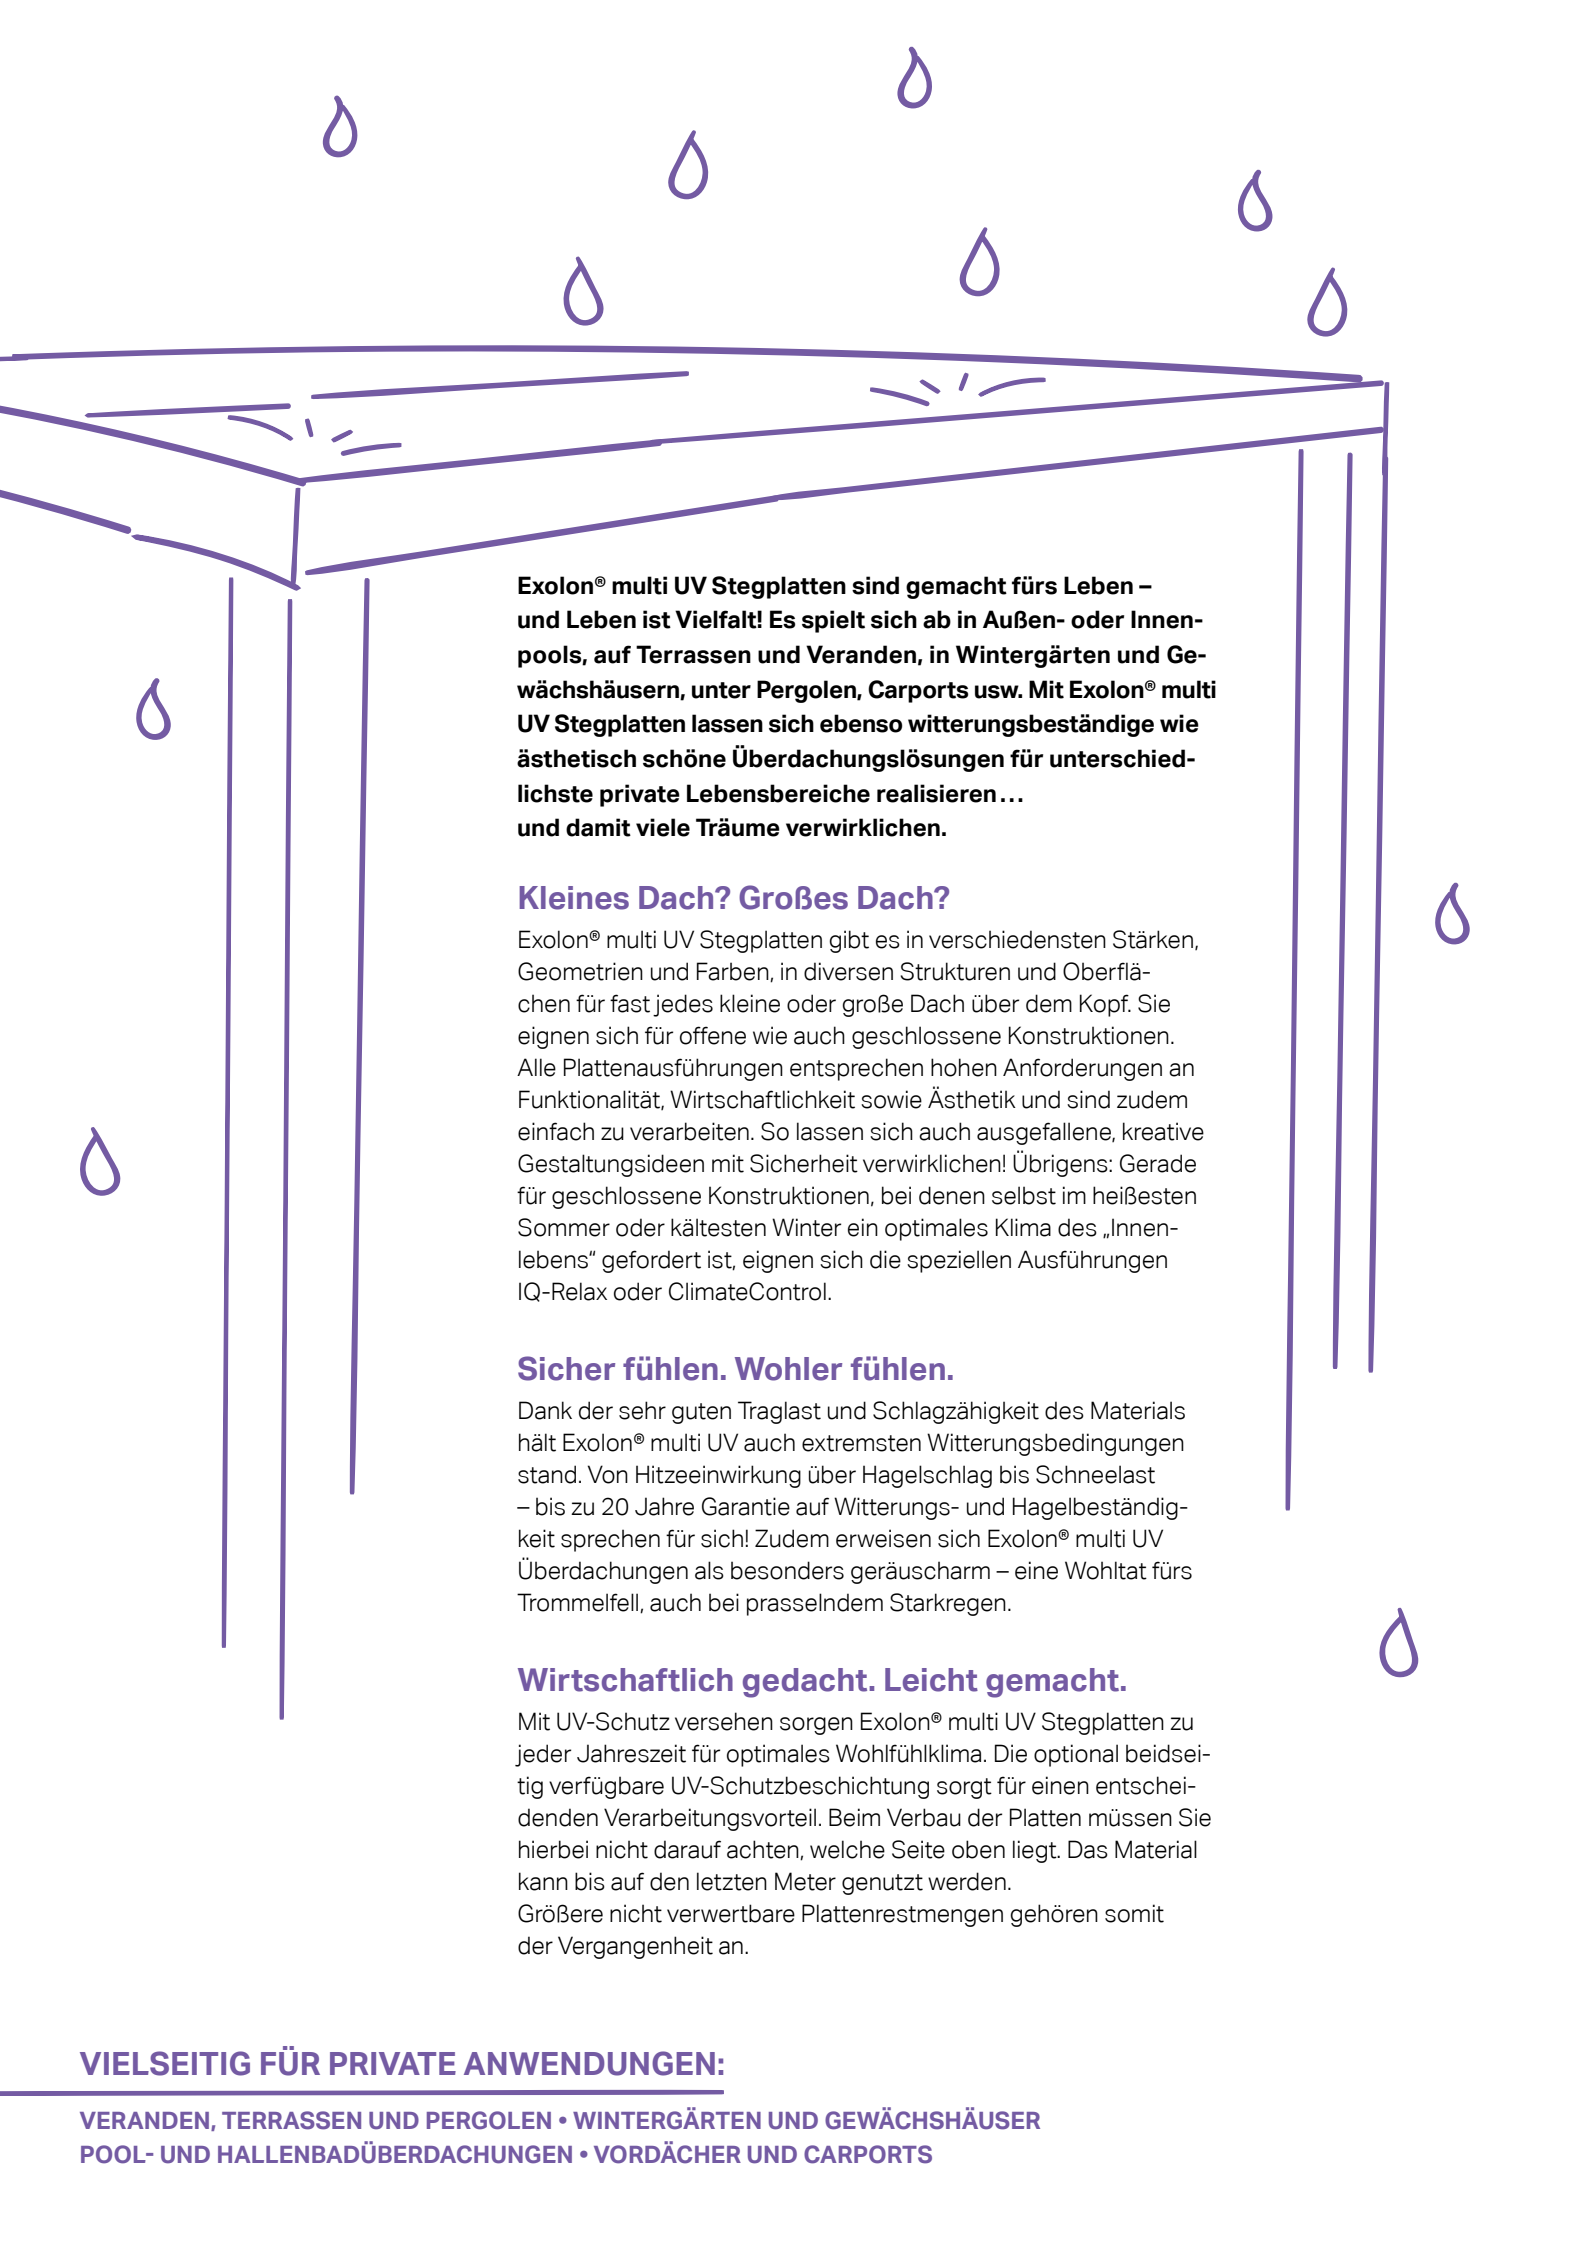 Exolon® multi UV Stegplatten sind gemacht fürs Leben –
und Leben ist Vielfalt! Es spielt sich ab in Außen- oder Innen-
pools, auf Terrassen und Veranden, in Wintergärten und Ge-
wächshäusern, unter Pergolen, Carports usw. Mit Exolon® multi
UV Stegplatten lassen sich ebenso witterungsbeständige wie
ästhetisch schöne Überdachungslösungen für unterschied-
lichste private Lebensbereiche realisieren...
und damit viele Träume verwirklichen.
Kleines Dach? Großes Dach?
Exolon® multi UV Stegplatten gibt es in verschiedensten Stärken,
Geometrien und Farben, in diversen Strukturen und Oberflä-
chen für fast jedes kleine oder große Dach über dem Kopf. Sie
eignen sich für offene wie auch geschlossene Konstruktionen.
Alle Plattenausführungen entsprechen hohen Anforderungen an
Funktionalität, Wirtschaftlichkeit sowie Ästhetik und sind zudem
einfach zu verarbeiten. So lassen sich auch ausgefallene, kreative
Gestaltungsideen mit Sicherheit verwirklichen! Übrigens: Gerade
für geschlossene Konstruktionen, bei denen selbst im heißesten
Sommer oder kältesten Winter ein optimales Klima des „Innen-
lebens“ gefordert ist, eignen sich die speziellen Ausführungen
IQ-Relax oder ClimateControl.
Sicher fühlen. Wohler fühlen.
Dank der sehr guten Traglast und Schlagzähigkeit des Materials
hält Exolon® multi UV auch extremsten Witterungsbedingungen
stand. Von Hitzeeinwirkung über Hagelschlag bis Schneelast
– bis zu 20 Jahre Garantie auf Witterungs- und Hagelbeständig-
keit sprechen für sich! Zudem erweisen sich Exolon® multi UV
Überdachungen als besonders geräuscharm – eine Wohltat fürs
Trommelfell, auch bei prasselndem Starkregen.
Wirtschaftlich gedacht. Leicht gemacht.
Mit UV-Schutz versehen sorgen Exolon® multi UV Stegplatten zu
jeder Jahreszeit für optimales Wohlfühlklima. Die optional beidsei-
tig verfügbare UV-Schutzbeschichtung sorgt für einen entschei-
denden Verarbeitungsvorteil. Beim Verbau der Platten müssen Sie
hierbei nicht darauf achten, welche Seite oben liegt. Das Material
kann bis auf den letzten Meter genutzt werden.
Größere nicht verwertbare Plattenrestmengen gehören somit
der Vergangenheit an.
VIELSEITIG FÜR PRIVATE ANWENDUNGEN:
VERANDEN, TERRASSEN UND PERGOLEN • WINTERGÄRTEN UND GEWÄCHSHÄUSER
POOL- UND HALLENBADÜBERDACHUNGEN • VORDÄCHER UND CARPORTS